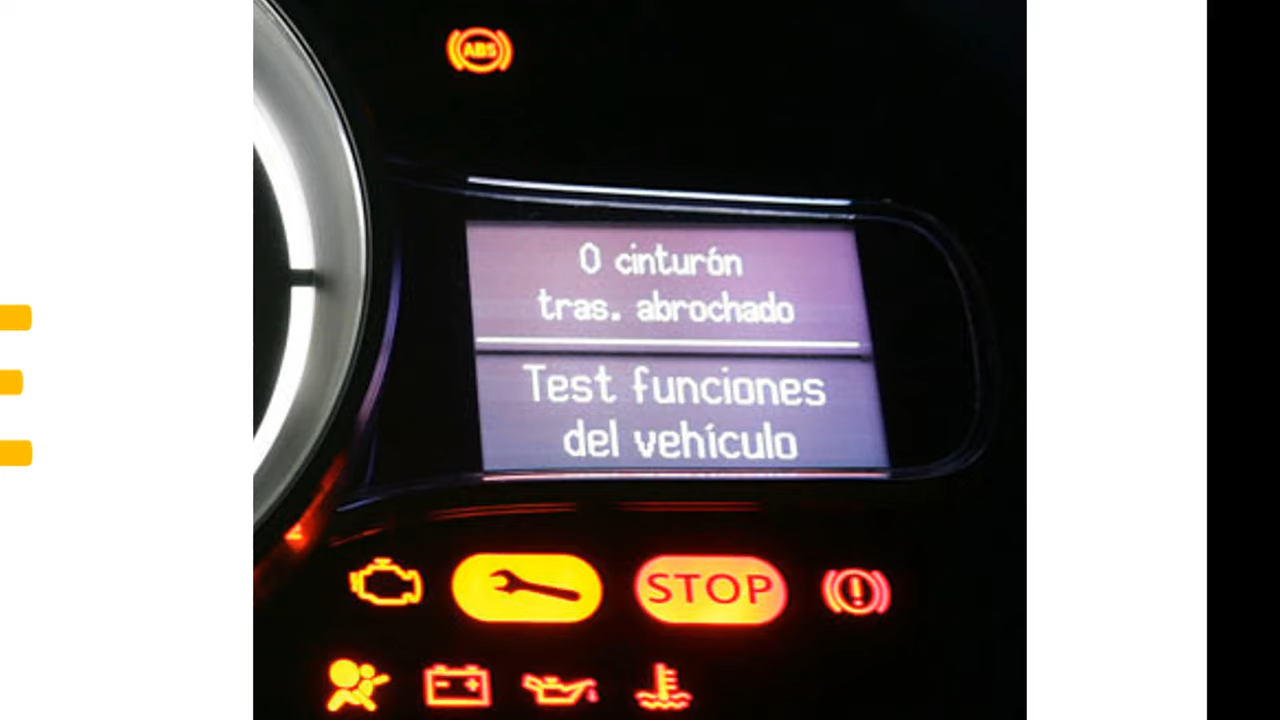 ABS
0 cinturón
tras. abrochado
Test funciones
del vehículo
STOP